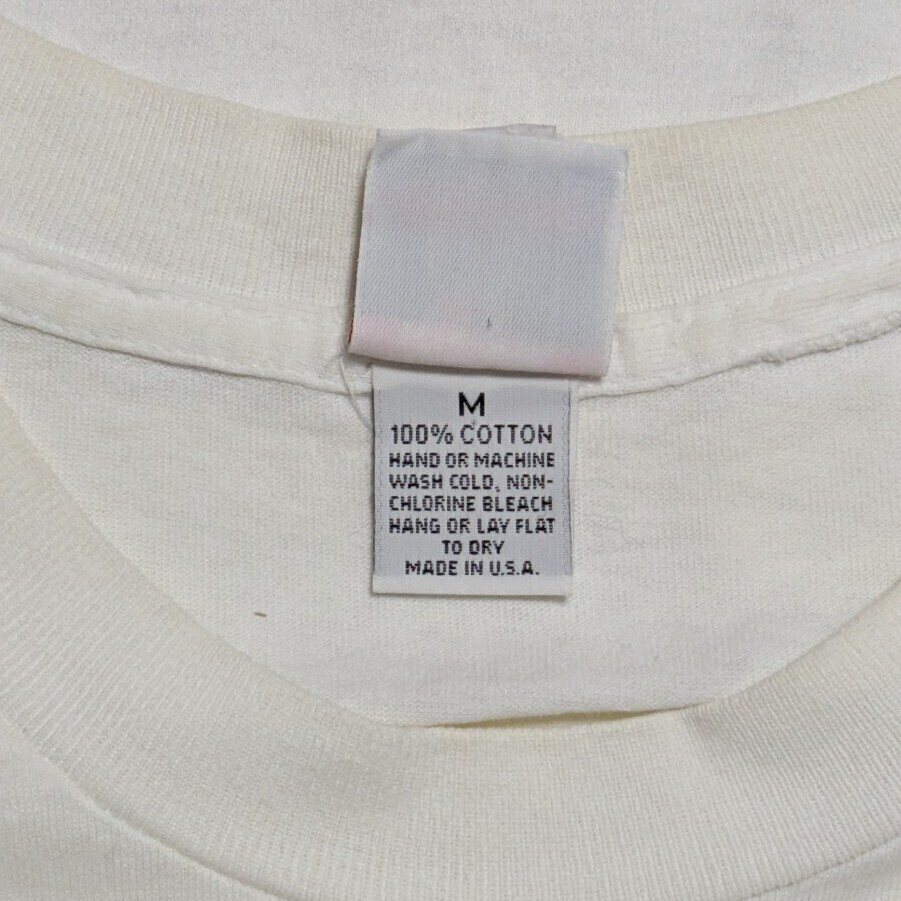 M
100% COTTON
HAND OR MACHINE
WASH COLD, NON-
CHLORINE BLEACH
HANG OR LAY FLAT
TO DRY
MADE IN U.S.A.